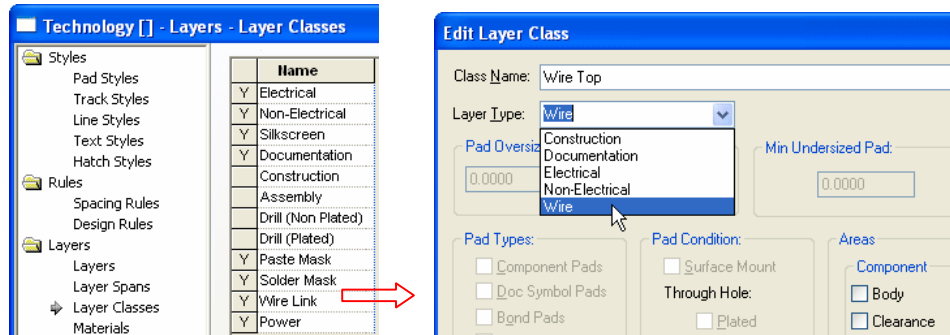 Technology [] - Layers - Layer Classes
Styles
Pad Styles
Track Styles
Line Styles
Text Styles
Hatch Styles
Rules
Spacing Rules
Design Rules
Layers
Layers
Layer Spans
Layer Classes
Materials
Name
Y Electrical
Y Non-Electrical
Y Silkscreen
Y Documentation
Construction
Assembly
Drill (Non Plated)
Drill (Plated)
Y Paste Mask
Y Solder Mask
Y Wire Link
Y Power
Edit Layer Class
Class Name: Wire Top
Layer Type: Wire
Construction
Documentation
Electrical
Non-Electrical
Wire
Pad Oversiz
0.0000
Min Undersized Pad:
0.0000
Pad Types:
Component Pads
Doc Symbol Pads
Bond Pads
Pad Condition:
Surface Mount
Through Hole:
Plated
Areas
Component
Body
Clearance